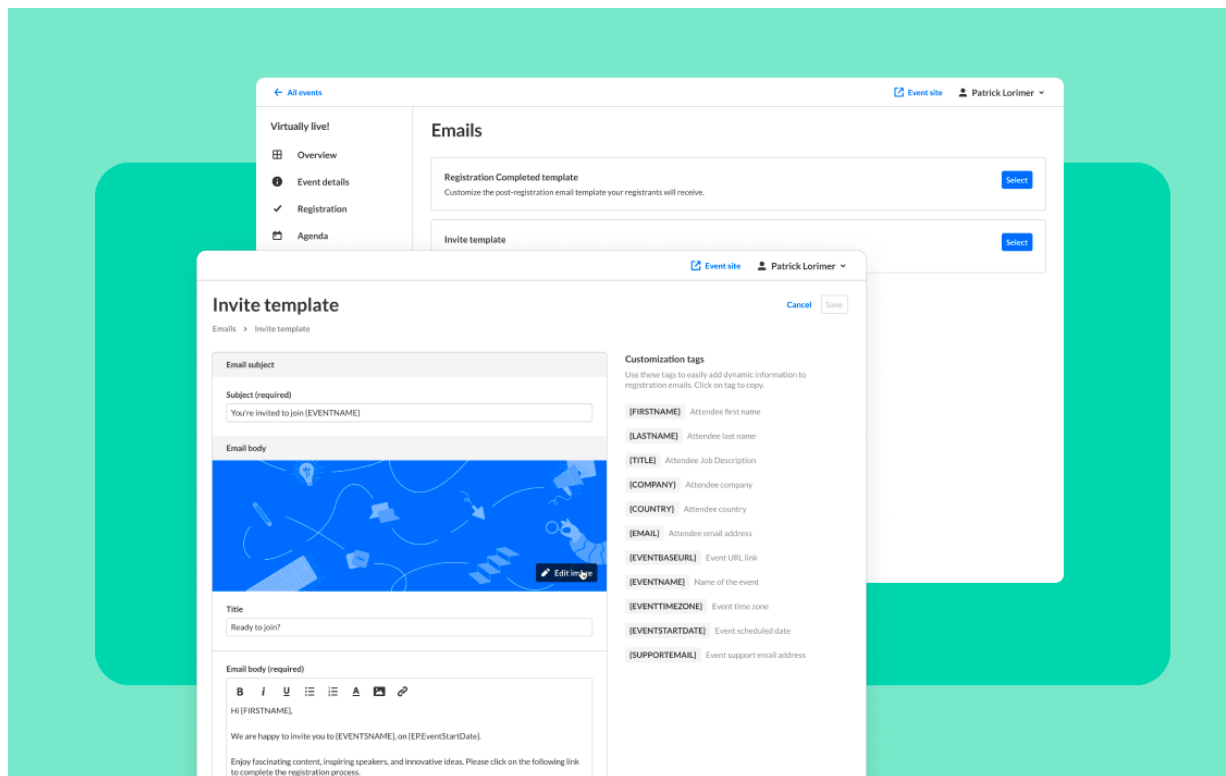 All events
Event site
Patrick Lorimer
Virtually live!
Overview
Event details
Registration
Agenda
Emails
Registration Completed template
Customize the post-registration email template your registrants will receive.
Select
Invite template
Select
Event site
Patrick Lorimer
Invite template
Cancel
Save
Emails > Invite template
Email subject
Subject (required)
You're invited to join {EVENTNAME}
Email body
Edit image
Title
Ready to join?
Email body (required)
B i U A
Hi {FIRSTNAME},
We are happy to invite you to {EVENTSNAME}, on {EP.EventStartDate}.
Enjoy fascinating content, inspiring speakers, and innovative ideas. Please click on the following link
to complete the registration process.
Customization tags
Use these tags to easily add dynamic information to
registration emails. Click on tag to copy.
{FIRSTNAME} Attendee first name
{LASTNAME} Attendee last name
{TITLE} Attendee Job Description
{COMPANY} Attendee company
{COUNTRY} Attendee country
{EMAIL} Attendee email address
{EVENTBASEURL} Event URL link
{EVENTNAME} Name of the event
{EVENTTIMEZONE} Event time zone
{EVENTSTARTDATE} Event scheduled date
{SUPPORTEMAIL} Event support email address